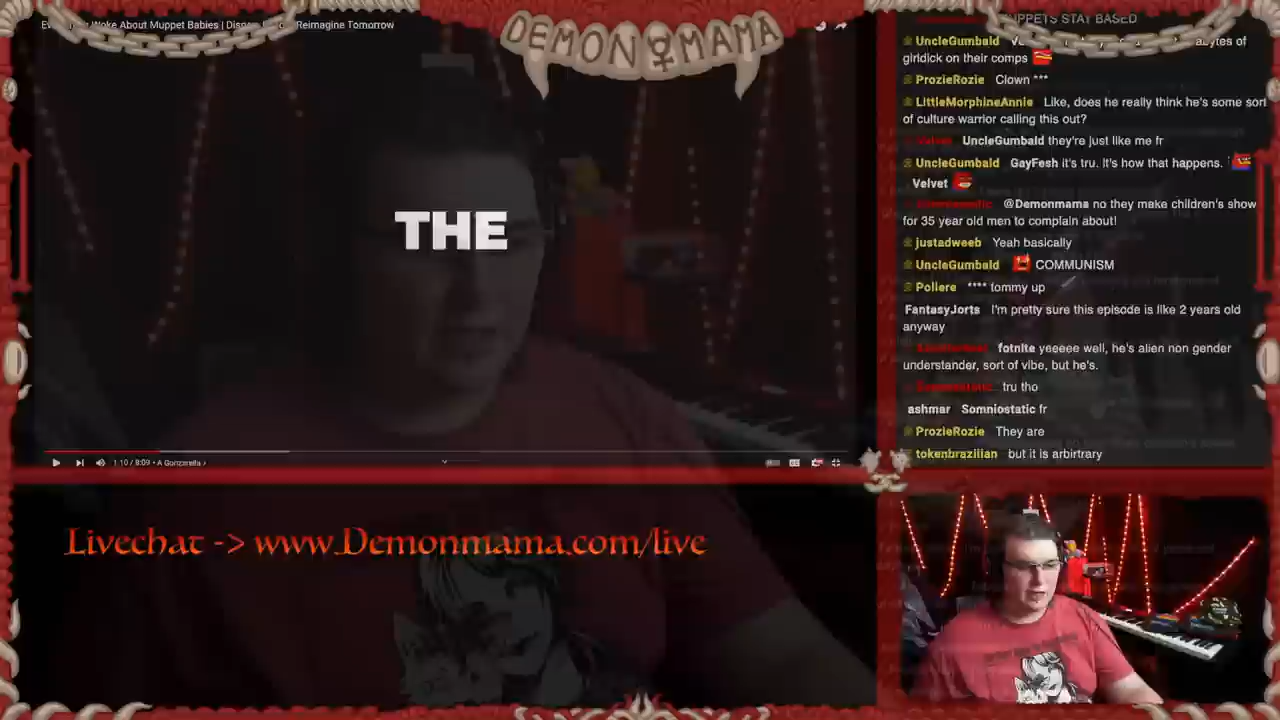 Woke About Muppet Babies | Disney
Reimagine Tomorrow
DEMON MAMA
THE
1:10 / 8:09 • A Gonzarella ›
Livechat -> www.Demonmama.com/live
MUPPETS STAY BASED
UncleGumbald
of
girldick on their comps
ProzieRozie Clown ***
LittleMorphineAnnie Like, does he really think he's some sort
of culture warrior calling this out?
Velvet UncleGumbald they're just like me fr
UncleGumbald GayFesh it's tru. It's how that happens.
Velvet
@Demonmama no they make children's show
for 35 year old men to complain about!
justadweeb Yeah basically
UncleGumbald COMMUNISM
Pollere **** tommy up
FantasyJorts I'm pretty sure this episode is like 2 years old
anyway
fotnite yeeeee well, he's alien non gender
understander, sort of vibe, but he's.
Somniostatic tru tho
ashmar Somniostatic fr
ProzieRozie They are
tokenbrazilian but it is arbirtrary